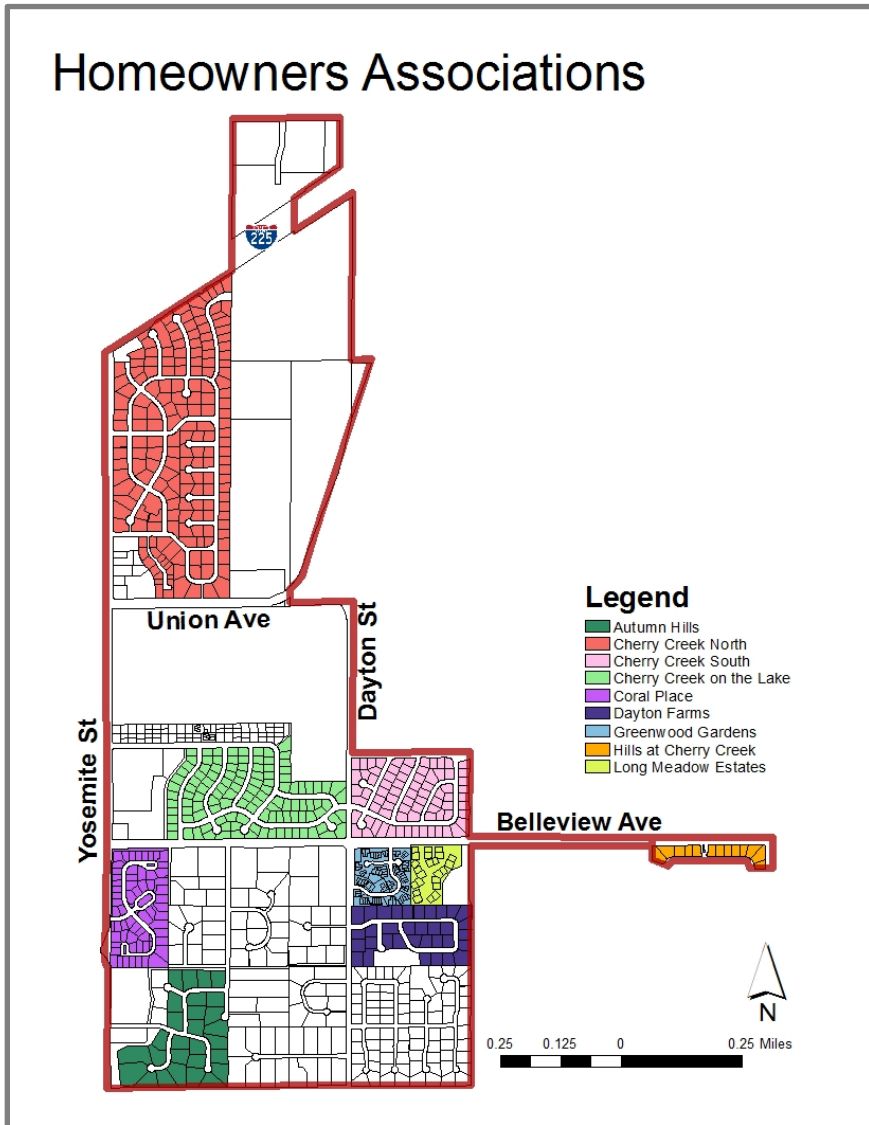 Homeowners Associations
225
Union Ave
Dayton St
Yosemite St
Belleview Ave
Legend
Autumn Hills
Cherry Creek North
Cherry Creek South
Cherry Creek on the Lake
Coral Place
Dayton Farms
Greenwood Gardens
Hills at Cherry Creek
Long Meadow Estates
N
0.25 0.125 0 0.25 Miles